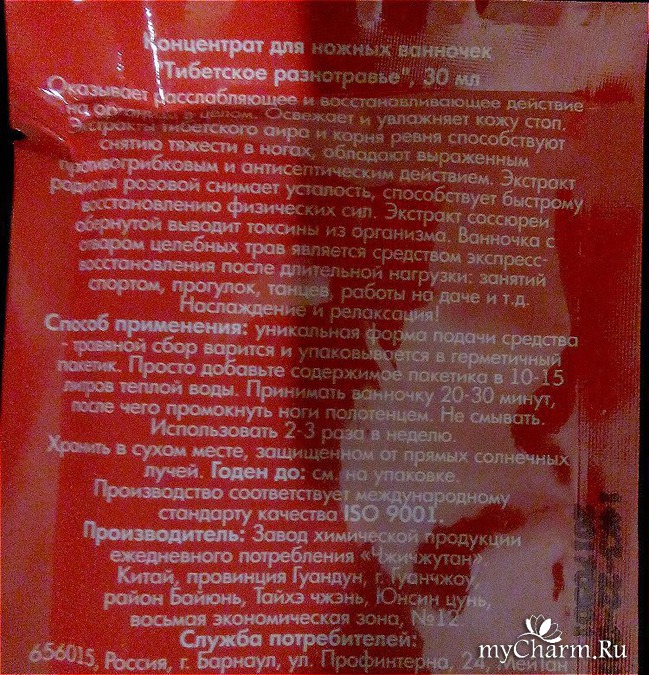 Концентрат для ножных ванночек
"Тибетское разнотравье", 30 мл
Оказывает расслабляющее и восстанавливающее действие
на организм в целом. Освежает и увлажняет кожу стоп.
Экстракты тибетского аира и корня ревня способствуют
снятию тяжести в ногах, обладают выраженным
противогрибковым и антисептическим действием. Экстракт
родиолы розовой снимает усталость, способствует быстрому
восстановлению физических сил. Экстракт соссюреи
обернутой выводит токсины из организма. Ванночка с
отваром целебных трав является средством экспресс-
восстановления после длительной нагрузки: занятий
спортом, прогулок, танцев, работы на даче и т.д.
Наслаждение и релаксация!
Способ применения: уникальная форма подачи средства
- травяной сбор варится и упаковывается в герметичный
пакетик. Просто добавьте содержимое пакетика в 10-15
литров теплой воды. Принимать ванночку 20-30 минут,
после чего промокнуть ноги полотенцем. Не смывать.
Использовать 2-3 раза в неделю.
Хранить в сухом месте, защищенном от прямых солнечных
лучей. Годен до: см. на упаковке.
Производство соответствует международному
стандарту качества ISO 9001.
Производитель: Завод химической продукции
ежедневного потребления «Чжичжутан».
Китай, провинция Гуандун, г. Гуанчжоу,
район Байюнь, Тайхэ чжэнь, Юнсин цунь,
восьмая экономическая зона, №12
Служба потребителей:
656015, Россия, г. Барнаул, ул. Профинтерна, 24, МейТан
myCharm.Ru